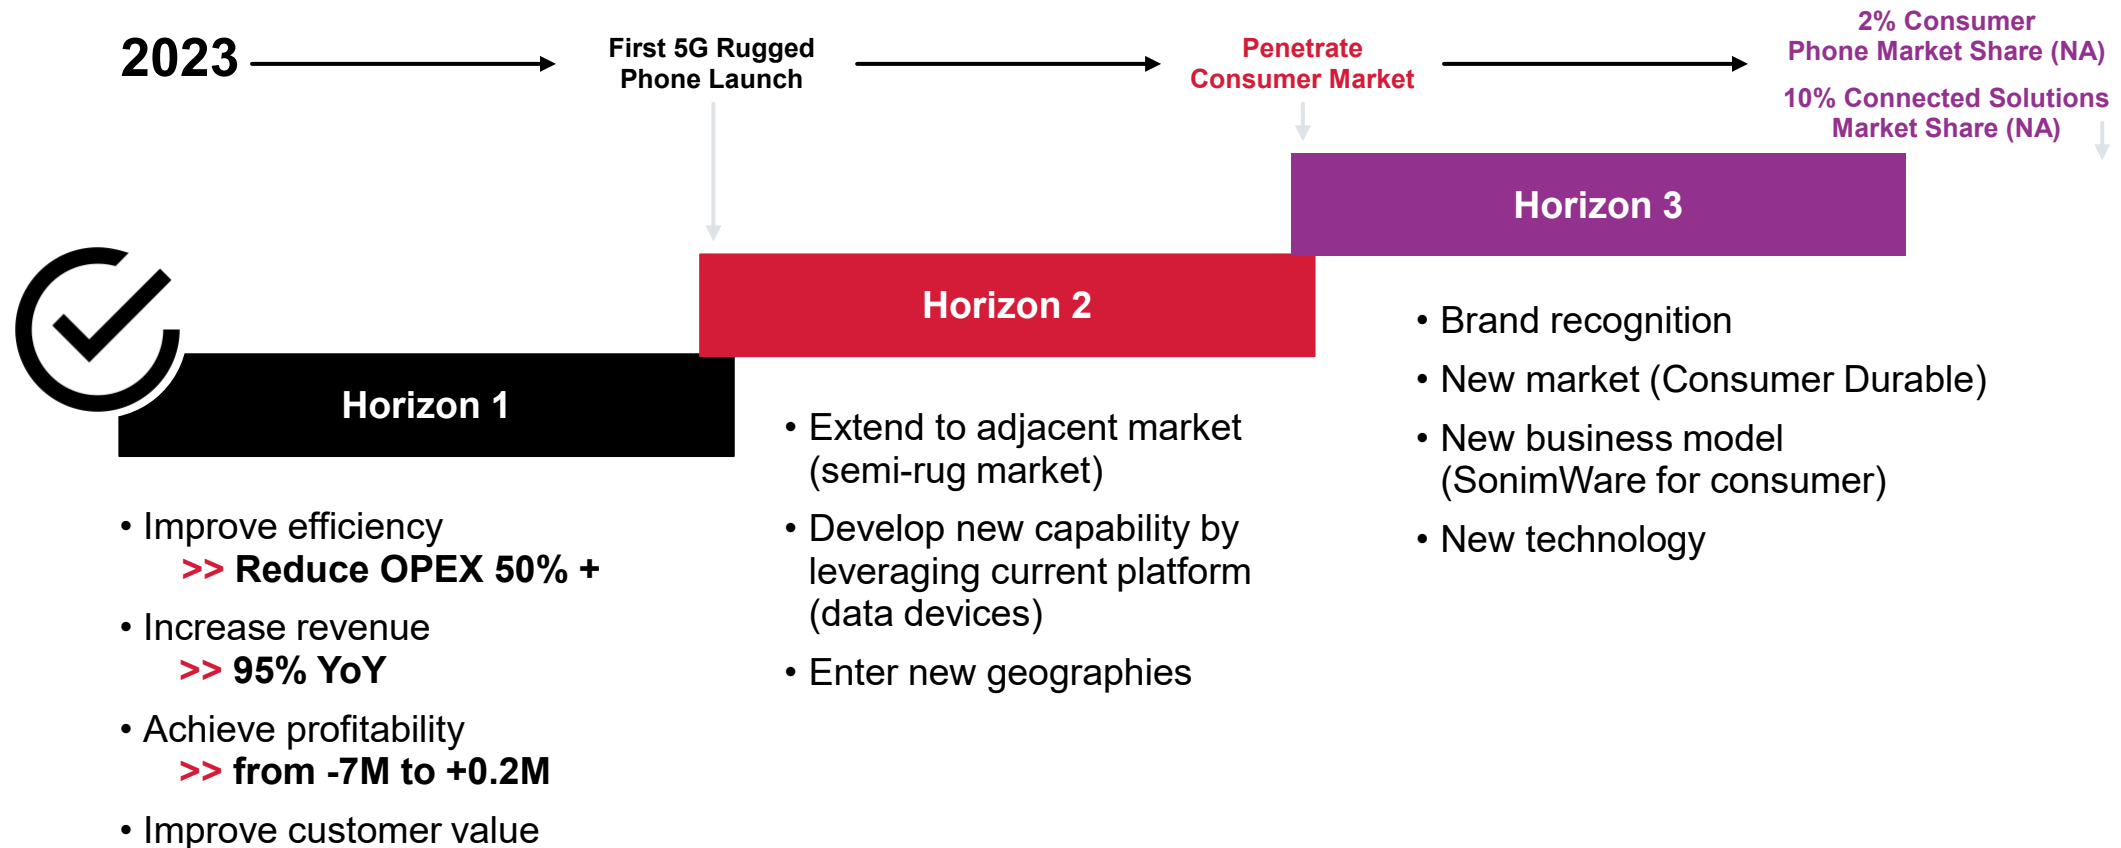 2023
First 5G Rugged
Phone Launch
Penetrate
Consumer Market
2% Consumer
Phone Market Share (NA)
10% Connected Solutions
Market Share (NA)
Horizon 1
• Improve efficiency
>> Reduce OPEX 50% +
• Increase revenue
>> 95% YoY
• Achieve profitability
>> from -7M to +0.2M
• Improve customer value
Horizon 2
• Extend to adjacent market
(semi-rug market)
• Develop new capability by
leveraging current platform
(data devices)
• Enter new geographies
Horizon 3
• Brand recognition
• New market (Consumer Durable)
• New business model
(SonimWare for consumer)
• New technology